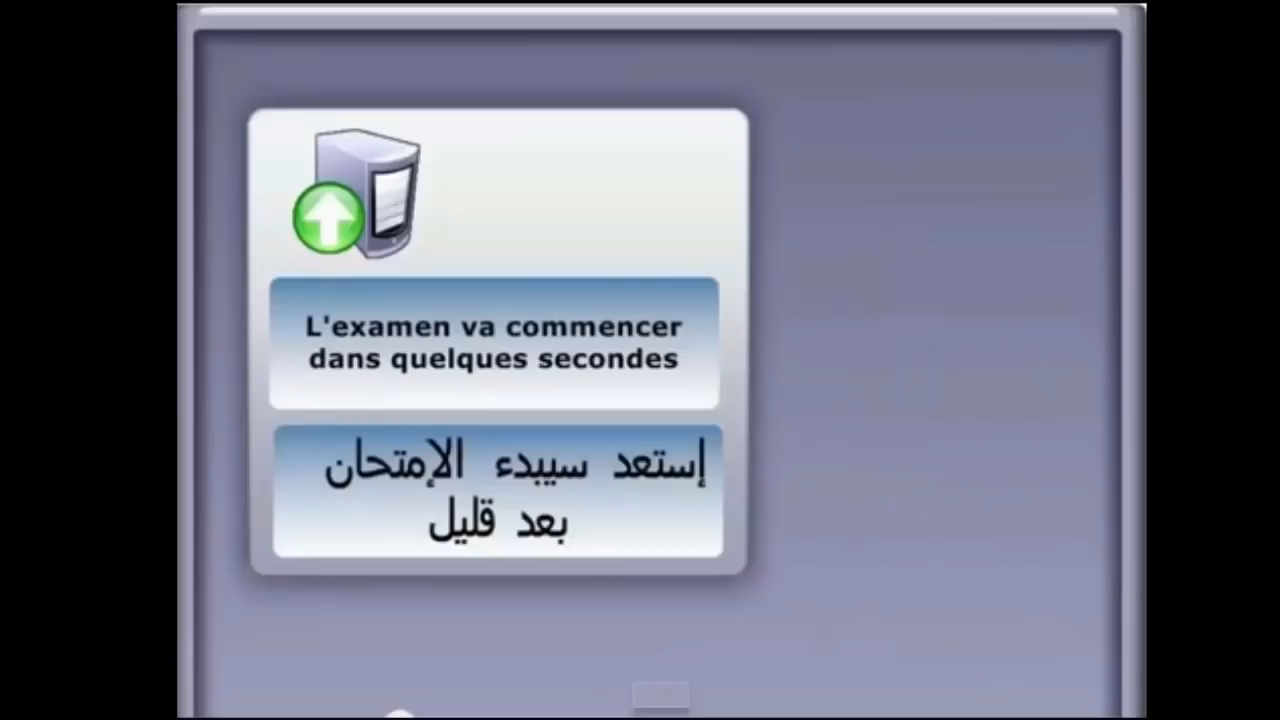 L'examen va commencer
dans quelques secondes
إستعد سيبدء الإمتحان
بعد قليل